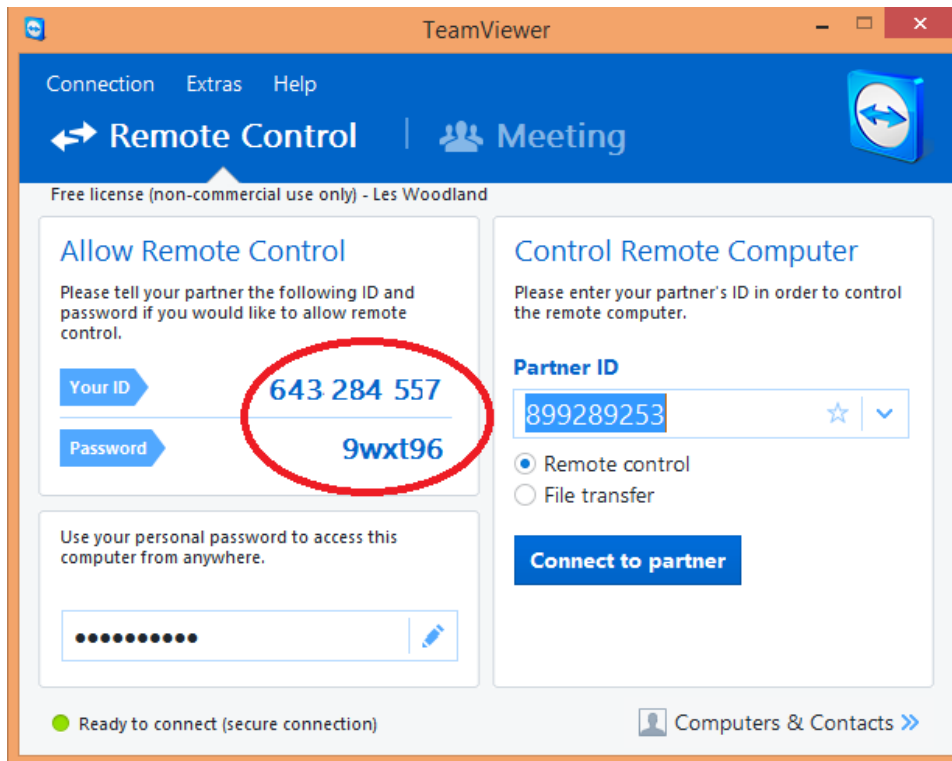 TeamViewer
Connection Extras Help
Remote Control | Meeting
Free license (non-commercial use only) - Les Woodland
Allow Remote Control
Please tell your partner the following ID and
password if you would like to allow remote
control.
Your ID 643 284 557
Password 9wxt96
Use your personal password to access this
computer from anywhere.
••••••••••
Control Remote Computer
Please enter your partner's ID in order to control
the remote computer.
Partner ID
899289253
Remote control
File transfer
Connect to partner
Ready to connect (secure connection)
Computers & Contacts